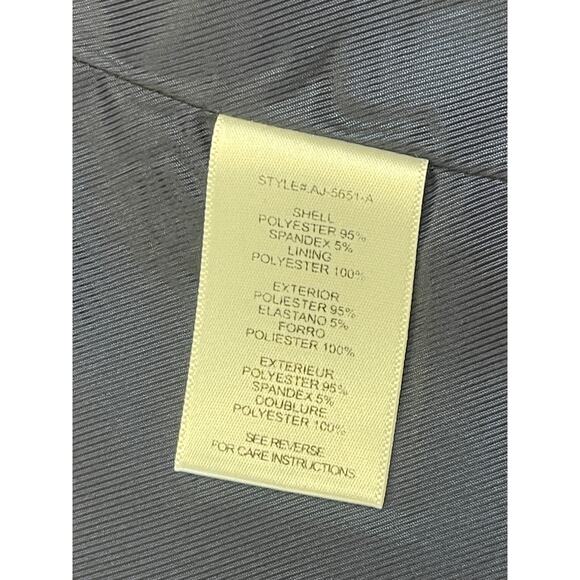 STYLE#:AJ-5651-A
SHELL
POLYESTER 95%
SPANDEX 5%
LINING
POLYESTER 100%
EXTERIOR
POLIESTER 95%
ELASTANO 5%
FORRO
POLIESTER 100%
EXTERIEUR
POLYESTER 95%
SPANDEX 5%
DOUBLURE
POLYESTER 100%
SEE REVERSE
FOR CARE INSTRUCTIONS